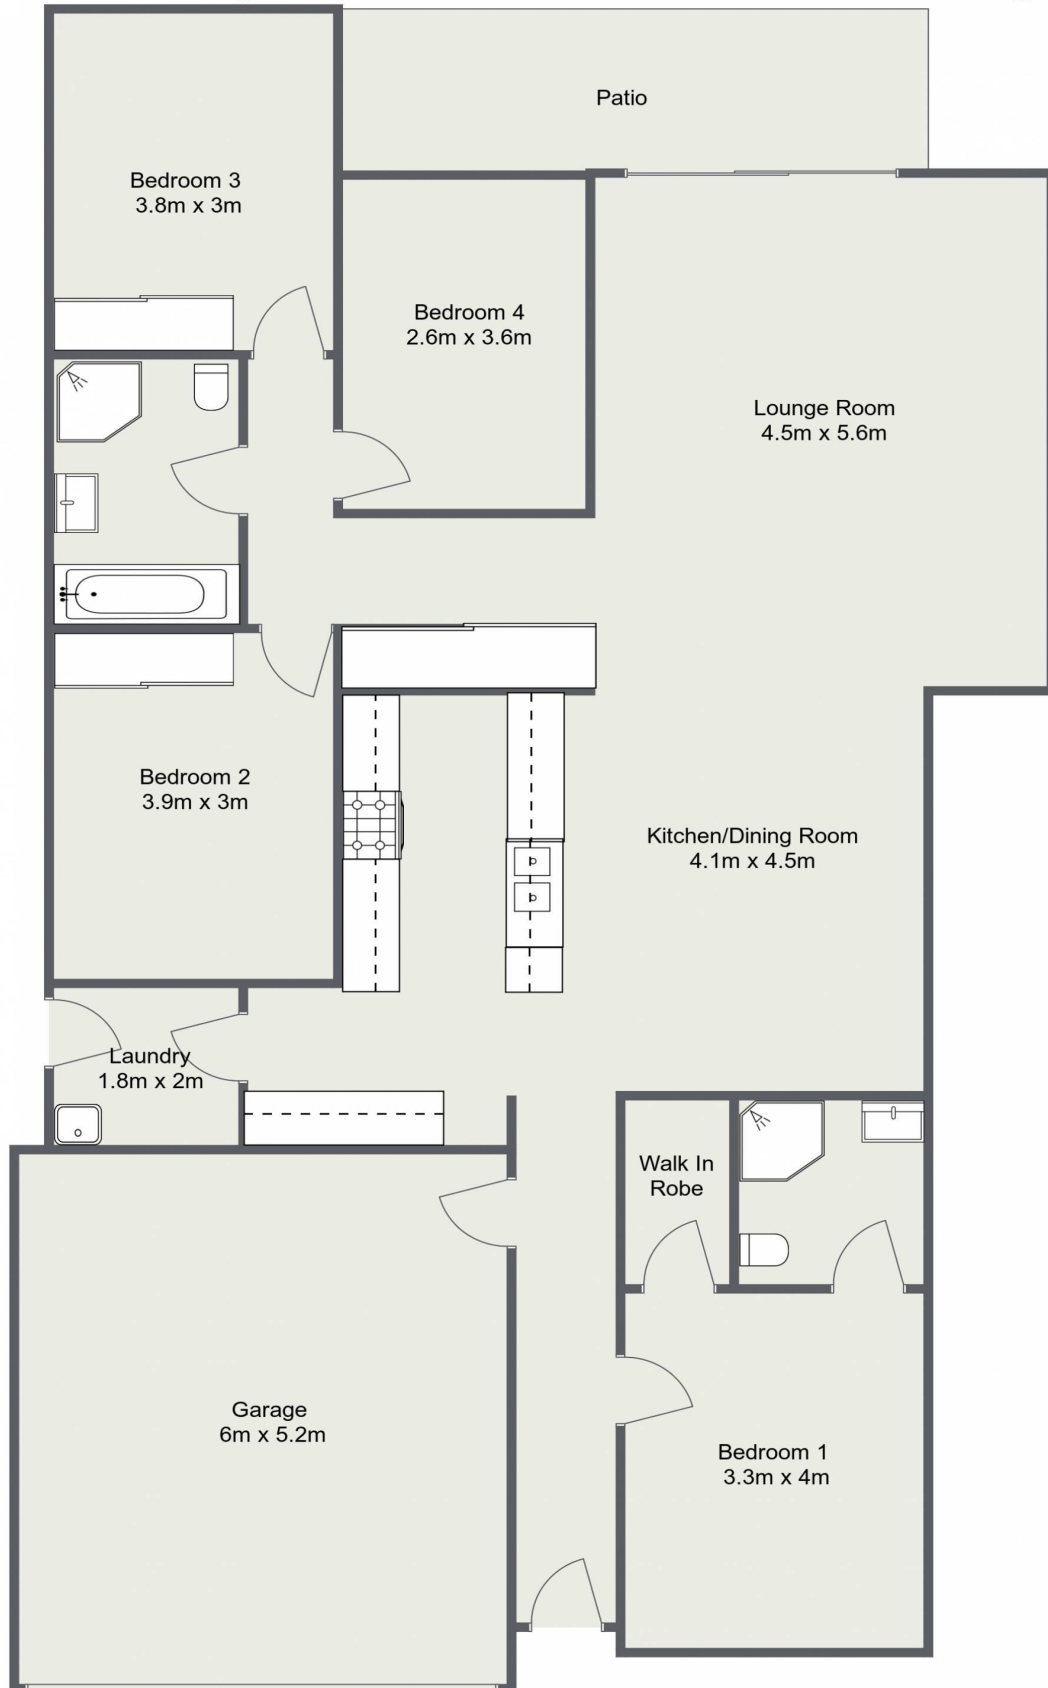 Patio
Bedroom 3
3.8m x 3m
Bedroom 4
2.6m x 3.6m
Lounge Room
4.5m x 5.6m
Bedroom 2
3.9m x 3m
Kitchen/Dining Room
4.1m x 4.5m
Laundry
1.8m x 2m
Walk In
Robe
Garage
6m x 5.2m
Bedroom 1
3.3m x 4m